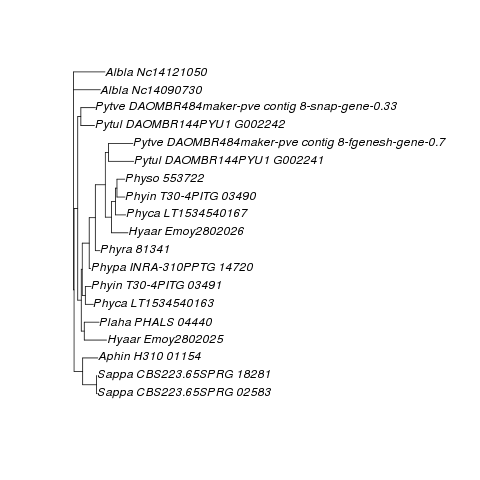 Albla Nc14121050
Albla Nc14090730
Pytve DAOMBR484maker-pve contig 8-snap-gene-0.33
Pytul DAOMBR144PYU1 G002242
Pytve DAOMBR484maker-pve contig 8-fgenesh-gene-0.7
Pytul DAOMBR144PYU1 G002241
Physo 553722
Phyin T30-4PITG 03490
Phyca LT1534540167
Hyaar Emoy2802026
Phyra 81341
Phypa INRA-310PPTG 14720
Phyin T30-4PITG 03491
Phyca LT1534540163
Plaha PHALS 04440
Hyaar Emoy2802025
Aphin H310 01154
Sappa CBS223.65SPRG 18281
Sappa CBS223.65SPRG 02583